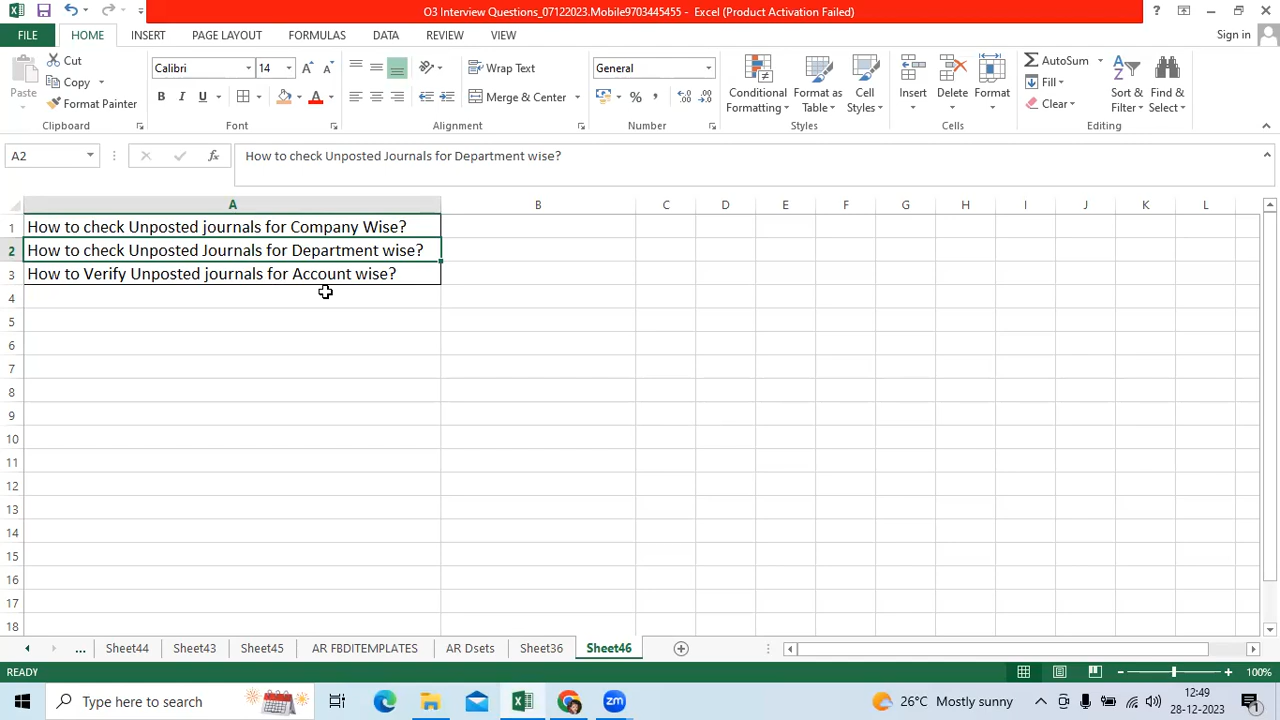 O3 Interview Questions_07122023.Mobile9703445455 - Excel (Product Activation Failed)
?
FILE HOME INSERT PAGE LAYOUT FORMULAS DATA REVIEW VIEW Sign in
Paste
Cut
Copy
Format Painter
Clipboard
Calibri 14
B I U
A
Font
Wrap Text
Merge & Center
Alignment
General
%
Number
Conditional Formatting
Format as Table
Cell Styles
Styles
Insert
Delete
Format
Cells
AutoSum
Fill
Clear
Sort & Filter
Find & Select
Editing
A2
fx
How to check Unposted Journals for Department wise?
A B C D E F G H I J K L
1 How to check Unposted journals for Company Wise?
2 How to check Unposted Journals for Department wise?
3 How to Verify Unposted journals for Account wise?
4
5
6
7
8
9
10
11
12
13
14
15
16
17
18
... Sheet44 Sheet43 Sheet45 AR FBDITEMPLATES AR Dsets Sheet36 Sheet46
READY 100%
Type here to search
zm
26°C Mostly sunny
12:49
28-12-2023
1